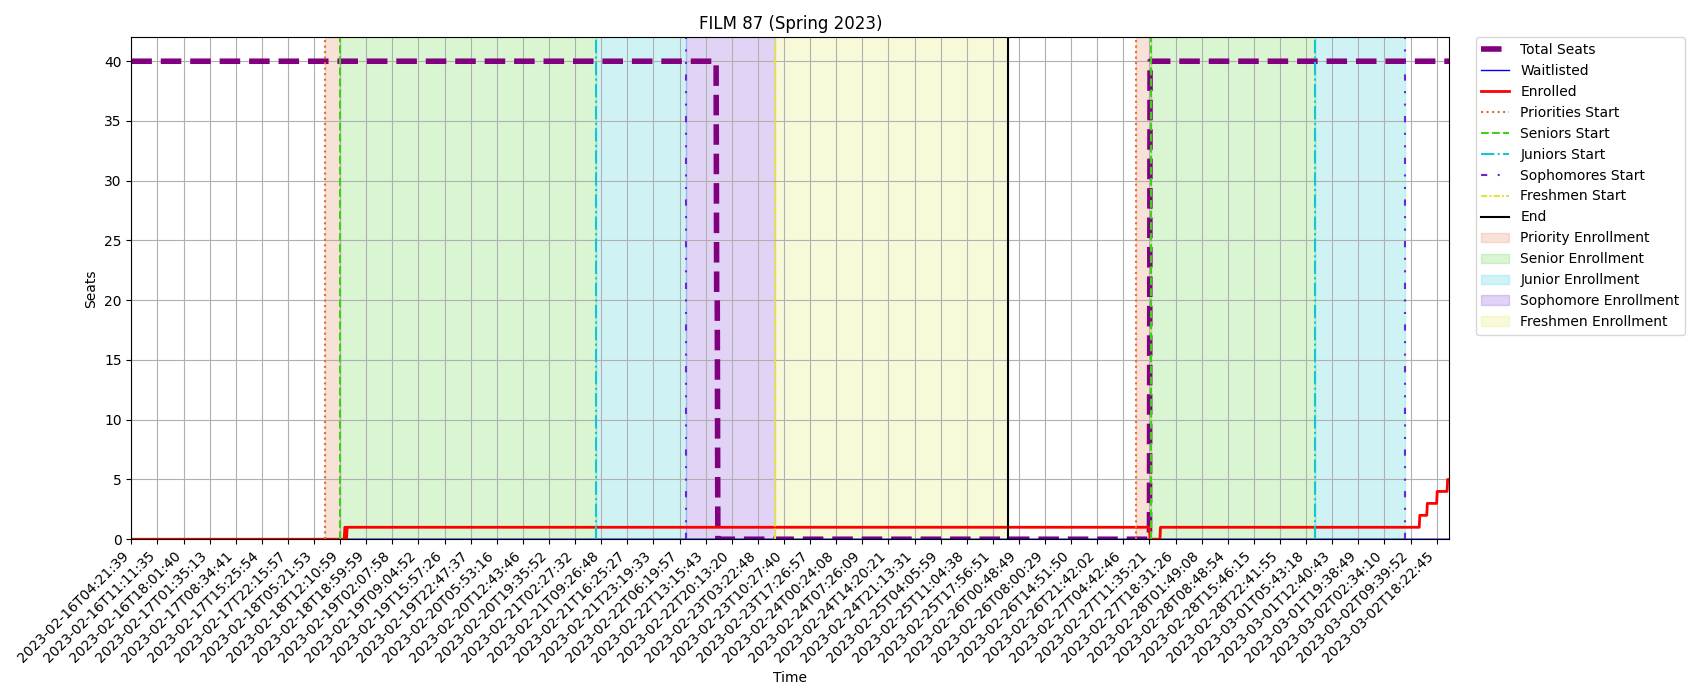 FILM 87 (Spring 2023)
Seats
40
35
30
25
20
15
10
5
0
2023-02-16T04:21:39
2023-02-16T11:11:35
2023-02-16T18:01:40
2023-02-17T01:35:13
2023-02-17T08:34:41
2023-02-17T15:25:54
2023-02-17T22:15:57
2023-02-18T05:21:53
2023-02-18T12:10:59
2023-02-18T18:59:59
2023-02-19T02:07:58
2023-02-19T09:04:52
2023-02-19T15:57:26
2023-02-19T22:47:37
2023-02-20T05:53:16
2023-02-20T12:43:46
2023-02-20T19:35:52
2023-02-21T02:27:32
2023-02-21T09:26:48
2023-02-21T16:25:27
2023-02-21T23:19:33
2023-02-22T06:19:57
2023-02-22T13:15:43
2023-02-22T20:13:20
2023-02-23T03:22:48
2023-02-23T10:27:40
2023-02-23T17:26:57
2023-02-24T00:24:08
2023-02-24T07:26:09
2023-02-24T14:20:21
2023-02-24T21:13:31
2023-02-25T04:05:59
2023-02-25T11:04:38
2023-02-25T17:56:51
2023-02-26T00:48:49
2023-02-26T08:00:29
2023-02-26T14:51:50
2023-02-26T21:42:02
2023-02-27T04:42:46
2023-02-27T11:35:21
2023-02-27T18:31:26
2023-02-28T01:49:08
2023-02-28T08:48:54
2023-02-28T15:46:15
2023-02-28T22:41:55
2023-03-01T05:43:18
2023-03-01T12:40:43
2023-03-01T19:38:49
2023-03-02T02:34:10
2023-03-02T09:39:52
2023-03-02T18:22:45
Time
Total Seats
Waitlisted
Enrolled
Priorities Start
Seniors Start
Juniors Start
Sophomores Start
Freshmen Start
End
Priority Enrollment
Senior Enrollment
Junior Enrollment
Sophomore Enrollment
Freshmen Enrollment